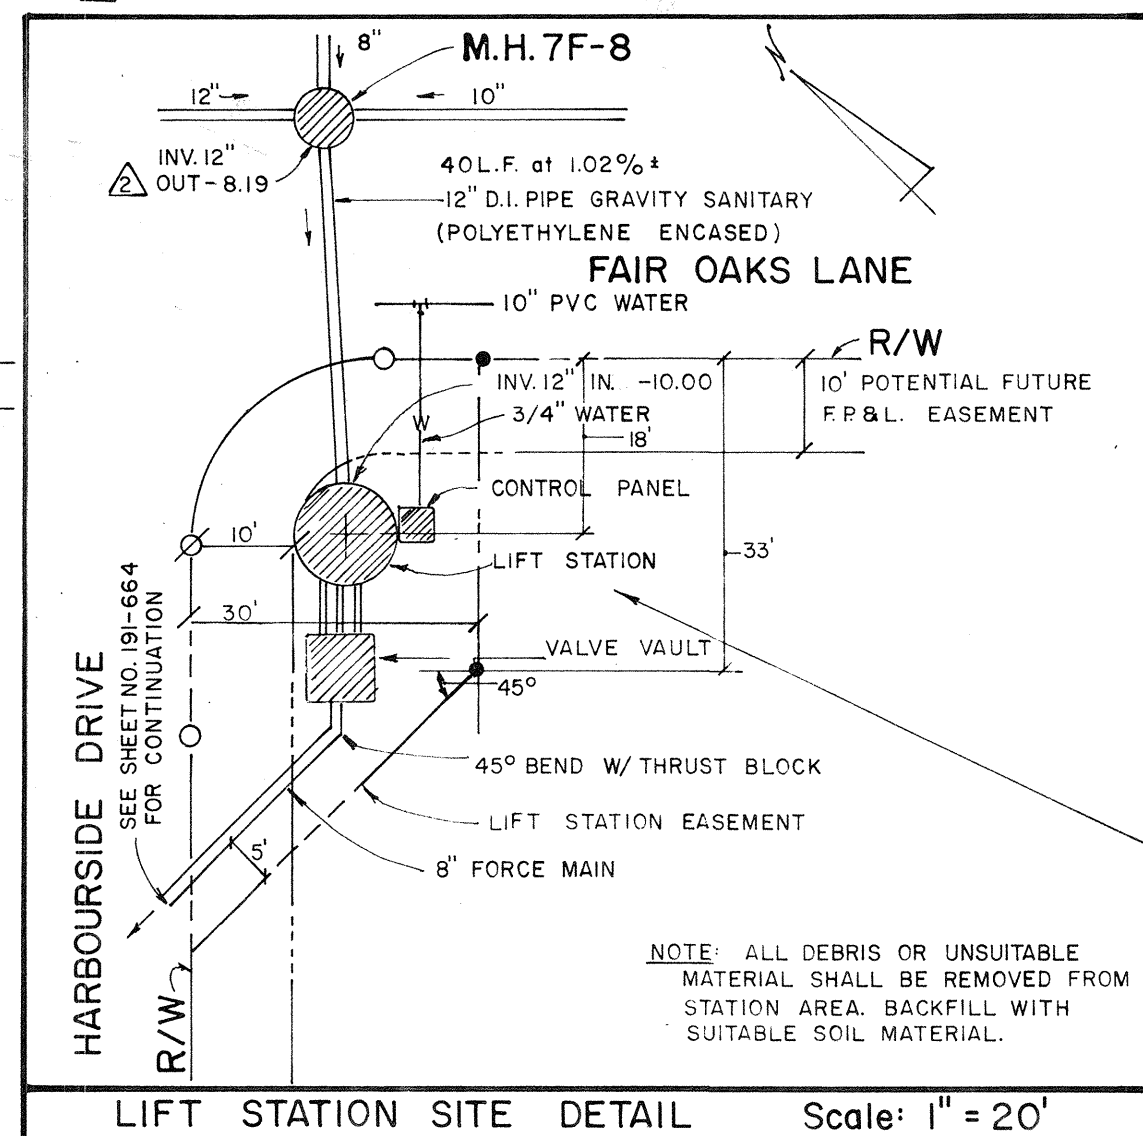 8"
M.H. 7F-8
N
12"
10"
INV. 12"
OUT-8.19
2
40 L.F. at 1.02% ±
12" D.I. PIPE GRAVITY SANITARY
(POLYETHYLENE ENCASED)
FAIR OAKS LANE
10" PVC WATER
R/W
INV. 12" IN. -10.00
10' POTENTIAL FUTURE
F.P.&L. EASEMENT
3/4" WATER
W
18'
CONTROL PANEL
10'
33'
LIFT STATION
30'
VALVE VAULT
45°
HARBOURSIDE DRIVE
SEE SHEET NO. 191-664
FOR CONTINUATION
45° BEND W/ THRUST BLOCK
LIFT STATION EASEMENT
5'
8" FORCE MAIN
R/W
NOTE: ALL DEBRIS OR UNSUITABLE
MATERIAL SHALL BE REMOVED FROM
STATION AREA. BACKFILL WITH
SUITABLE SOIL MATERIAL.
LIFT STATION SITE DETAIL Scale: 1" = 20'